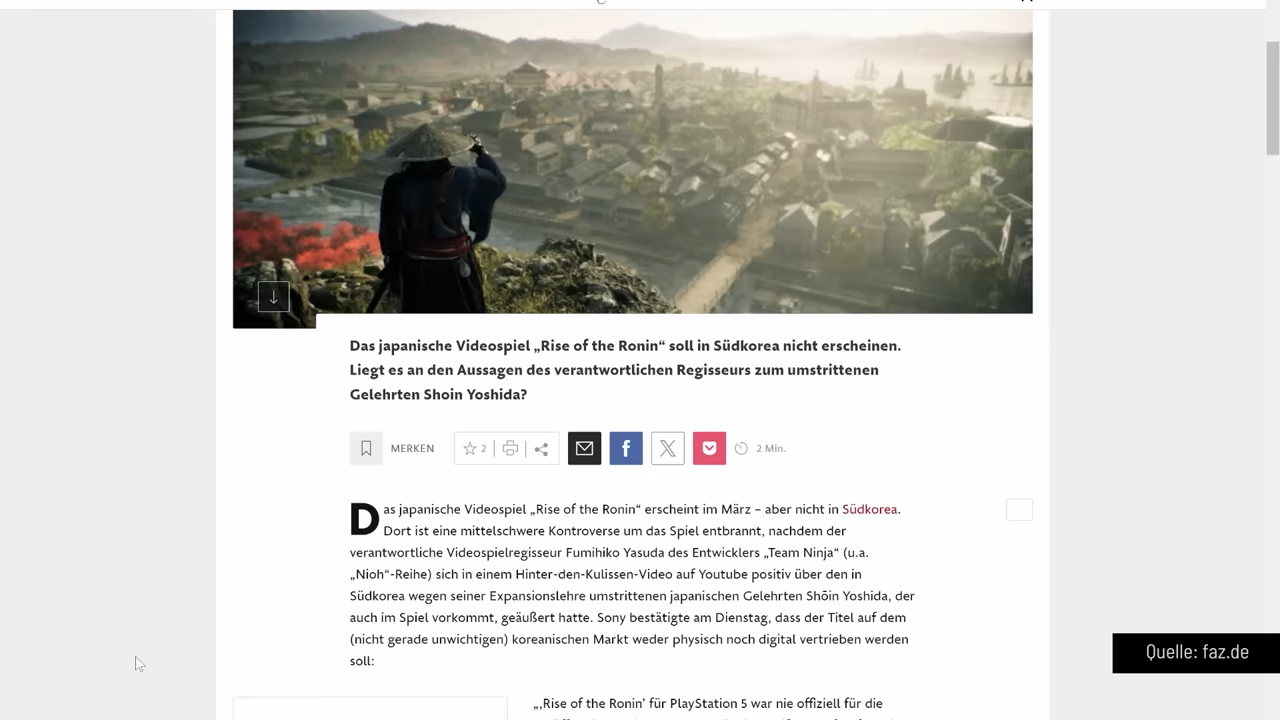 Das japanische Videospiel „Rise of the Ronin“ soll in Südkorea nicht erscheinen.
Liegt es an den Aussagen des verantwortlichen Regisseurs zum umstrittenen
Gelehrten Shoin Yoshida?
MERKEN
2
2 Min.
Das japanische Videospiel „Rise of the Ronin“ erscheint im März – aber nicht in Südkorea.
Dort ist eine mittelschwere Kontroverse um das Spiel entbrannt, nachdem der
verantwortliche Videospielregisseur Fumihiko Yasuda des Entwicklers „Team Ninja“ (u.a.
„Nioh“-Reihe) sich in einem Hinter-den-Kulissen-Video auf Youtube positiv über den in
Südkorea wegen seiner Expansionslehre umstrittenen japanischen Gelehrten Shōin Yoshida, der
auch im Spiel vorkommt, geäußert hatte. Sony bestätigte am Dienstag, dass der Titel auf dem
(nicht gerade unwichtigen) koreanischen Markt weder physisch noch digital vertrieben werden
soll:
„‚Rise of the Ronin‘ für PlayStation 5 war nie offiziell für die
Quelle: faz.de